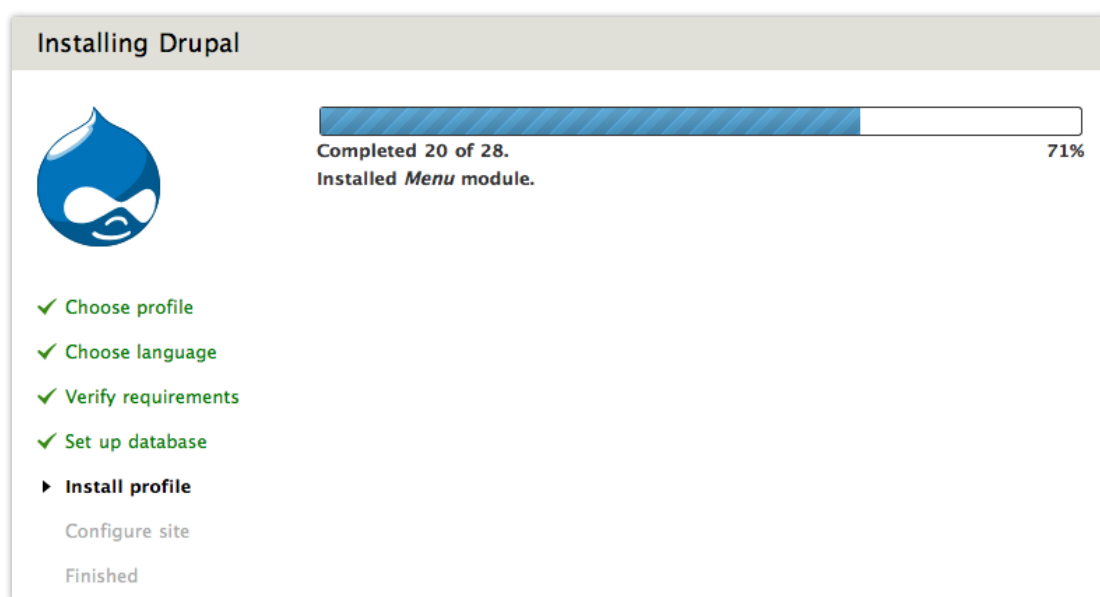 Installing Drupal
Completed 20 of 28.
71%
Installed Menu module.
Choose profile
Choose language
Verify requirements
Set up database
Install profile
Configure site
Finished